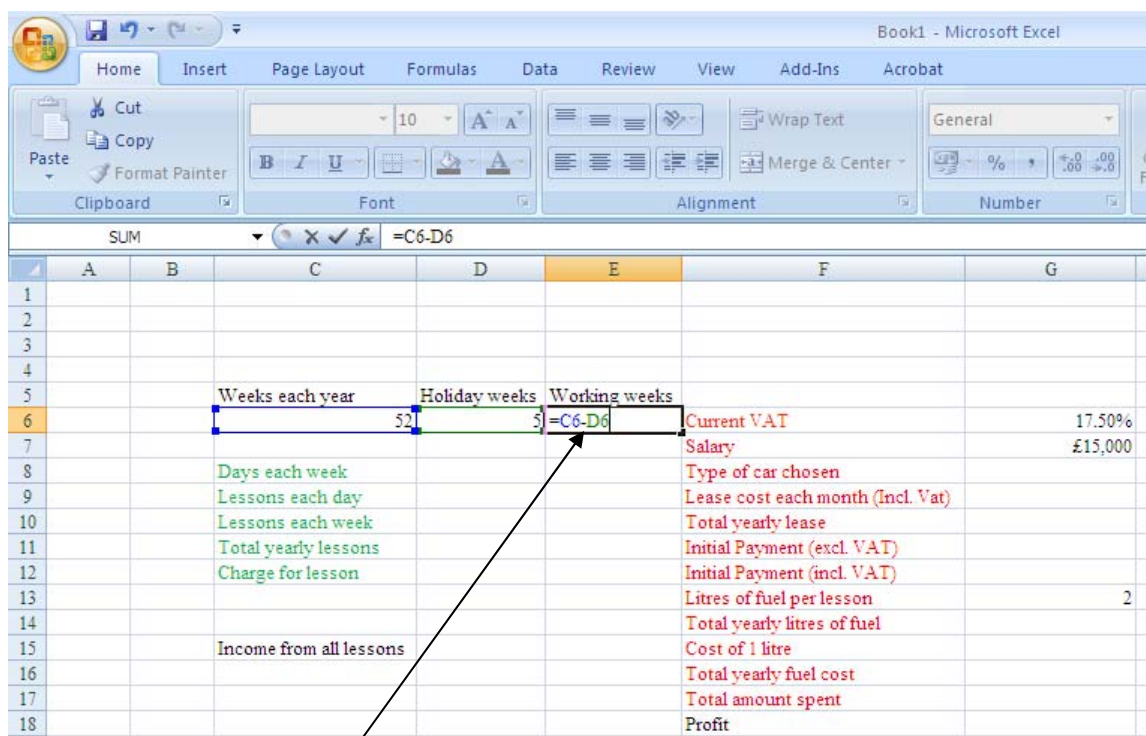 Book1 - Microsoft Excel
Home Insert Page Layout Formulas Data Review View Add-Ins Acrobat
Cut
Copy
Format Painter
Paste
10 A A
B I U A
Wrap Text
Merge & Center
General
% , .0 .00 .00 .0
Clipboard Font Alignment Number
SUM fx =C6-D6
A B C D E F G
1
2
3
4
5 Weeks each year Holiday weeks Working weeks
6 52 5 =C6-D6 Current VAT 17.50%
7 Salary £15,000
8 Days each week Type of car chosen
9 Lessons each day Lease cost each month (Incl. Vat)
10 Lessons each week Total yearly lease
11 Total yearly lessons Initial Payment (excl. VAT)
12 Charge for lesson Initial Payment (incl. VAT)
13 Litres of fuel per lesson 2
14 Total yearly litres of fuel
15 Income from all lessons Cost of 1 litre
16 Total yearly fuel cost
17 Total amount spent
18 Profit